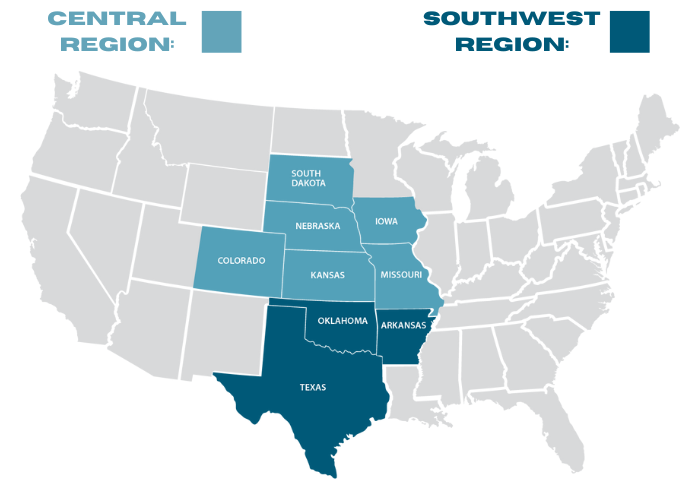 CENTRAL
REGION:
SOUTHWEST
REGION:
SOUTH
DAKOTA
NEBRASKA
IOWA
COLORADO
KANSAS
MISSOURI
OKLAHOMA
ARKANSAS
TEXAS